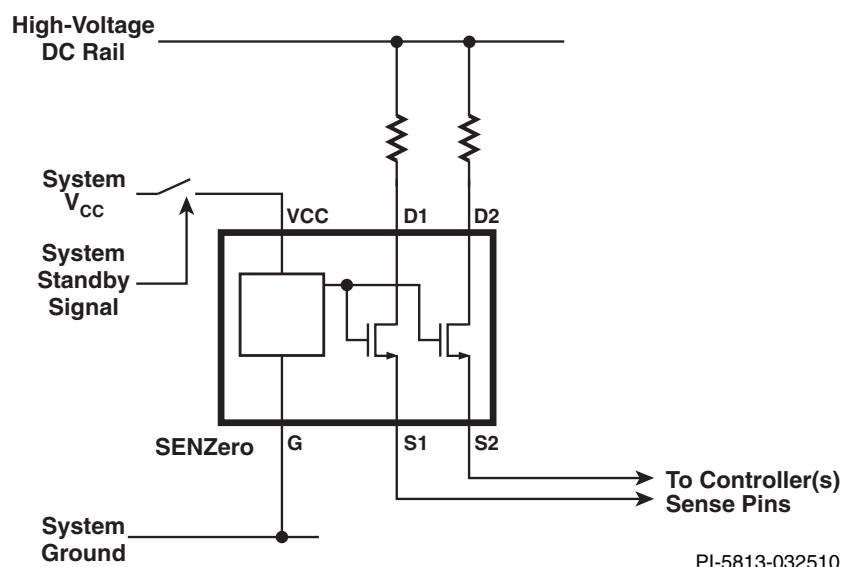 High-Voltage
DC Rail
System
VCC
VCC
D1
D2
System
Standby
Signal
SENZero
G
S1
S2
To Controller(s)
Sense Pins
System
Ground
PI-5813-032510